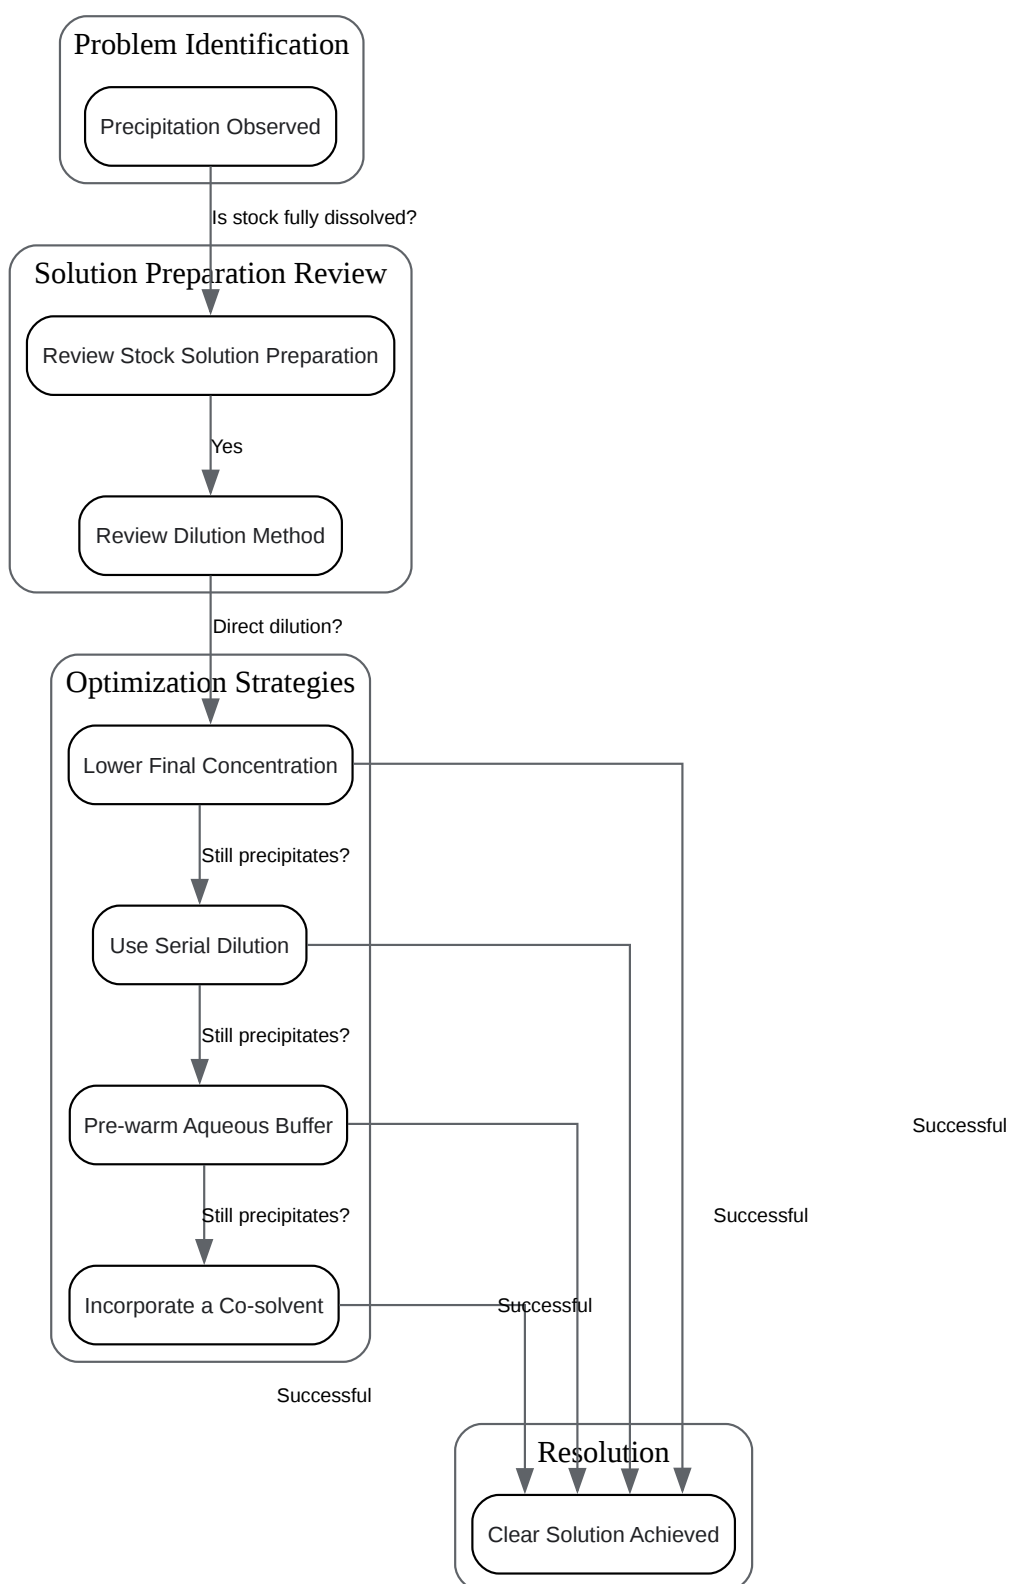 Problem Identification
Precipitation Observed
Is stock fully dissolved?
Solution Preparation Review
Review Stock Solution Preparation
Yes
Review Dilution Method
Direct dilution?
Optimization Strategies
Lower Final Concentration
Still precipitates?
Use Serial Dilution
Still precipitates?
Pre-warm Aqueous Buffer
Successful
Still precipitates?
Successful
Incorporate a Co-solvent
Successful
Successful
Resolution
Clear Solution Achieved